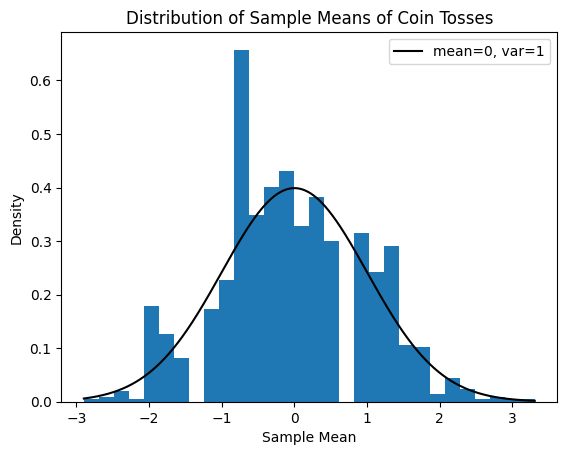 Distribution of Sample Means of Coin Tosses
mean=0, var=1
Density
0.6
0.5
0.4
0.3
0.2
0.1
0.0
−3 −2 −1 0 1 2 3
Sample Mean